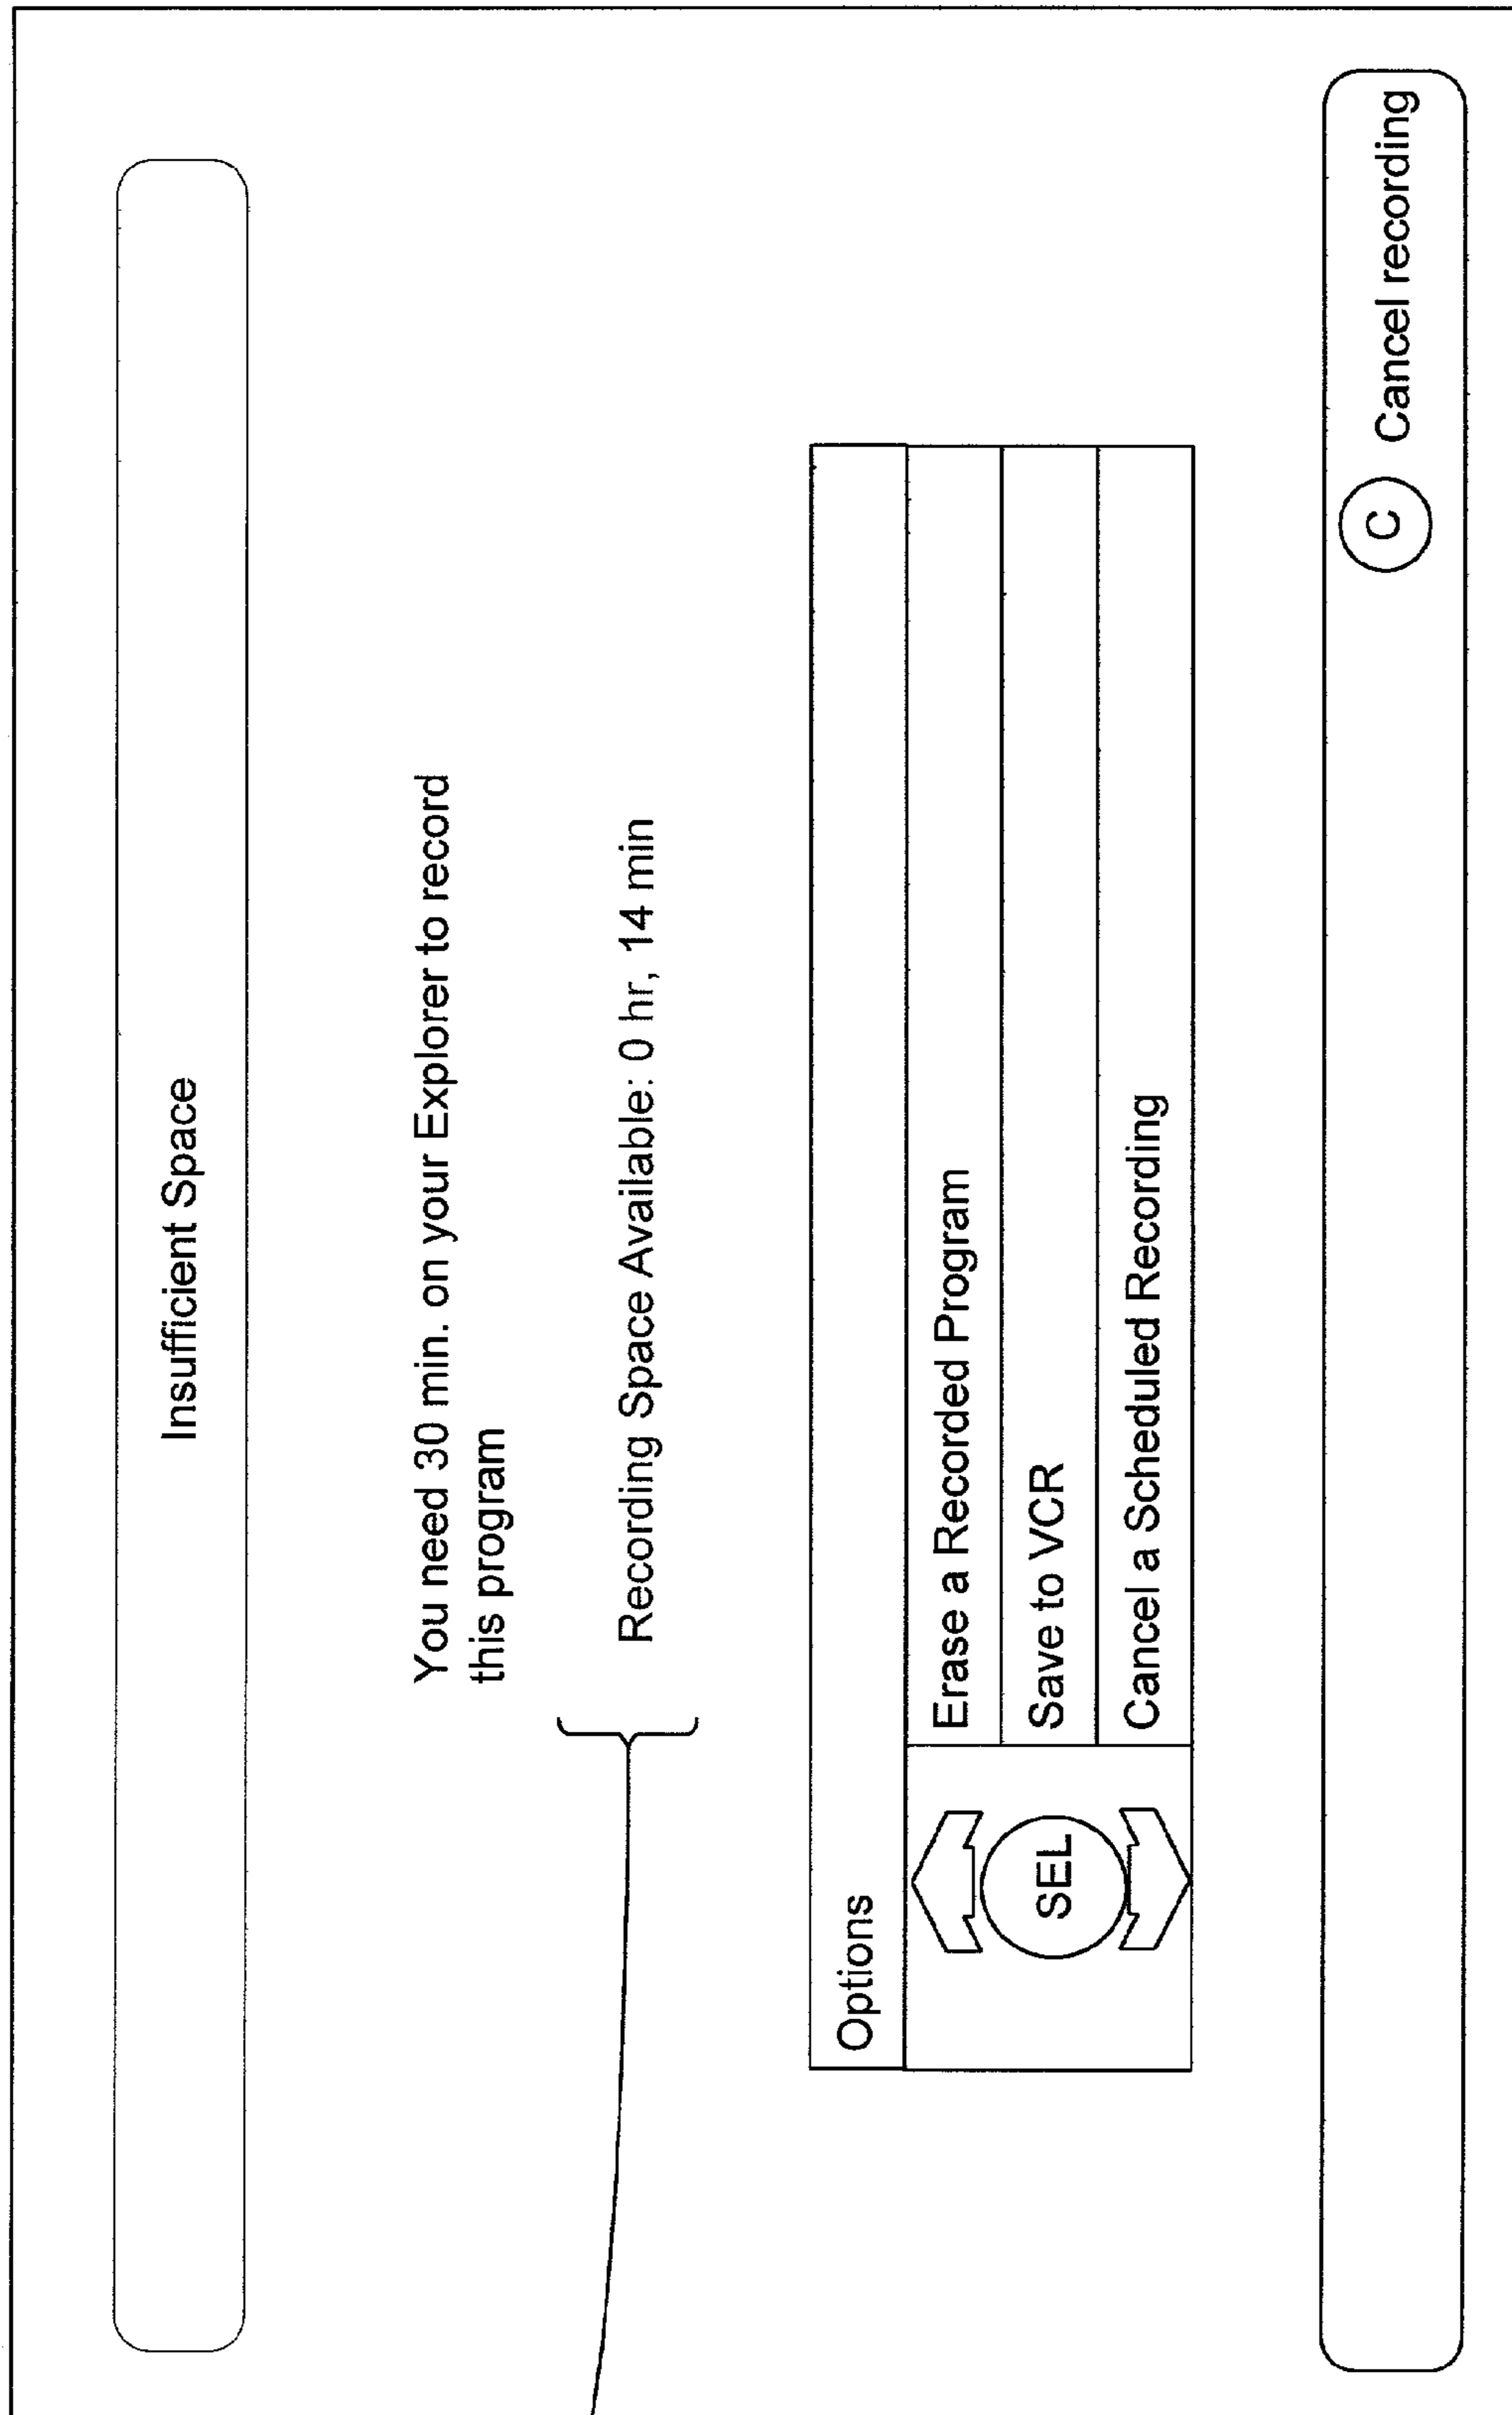 Insufficient Space
You need 30 min. on your Explorer to record
this program
Recording Space Available: 0 hr, 14 min
Options
SEL
Erase a Recorded Program
Save to VCR
Cancel a Scheduled Recording
C Cancel recording